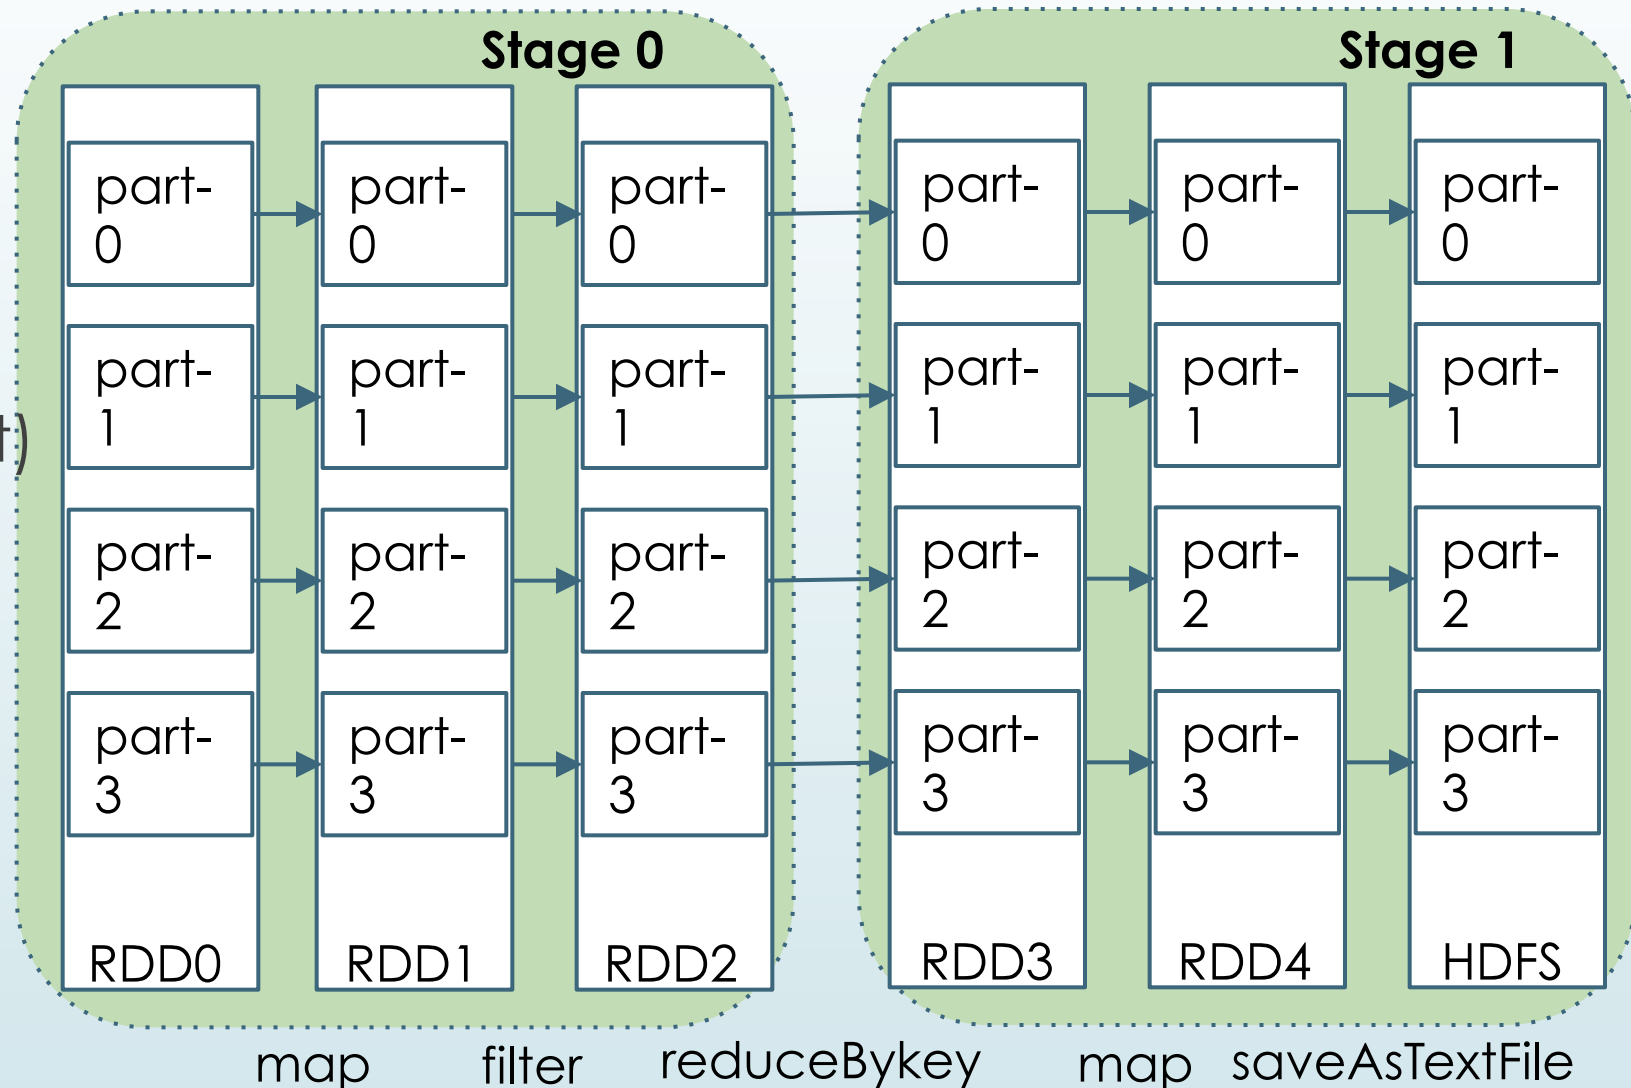 Stage 0
Stage 1
part-
0
part-
0
part-
0
part-
0
part-
0
part-
0
part-
1
part-
1
part-
1
part-
1
part-
1
part-
1
t)
part-
2
part-
2
part-
2
part-
2
part-
2
part-
2
part-
3
part-
3
part-
3
part-
3
part-
3
part-
3
RDD0
RDD1
RDD2
RDD3
RDD4
HDFS
map
filter
reduceBykey
map
saveAsTextFile